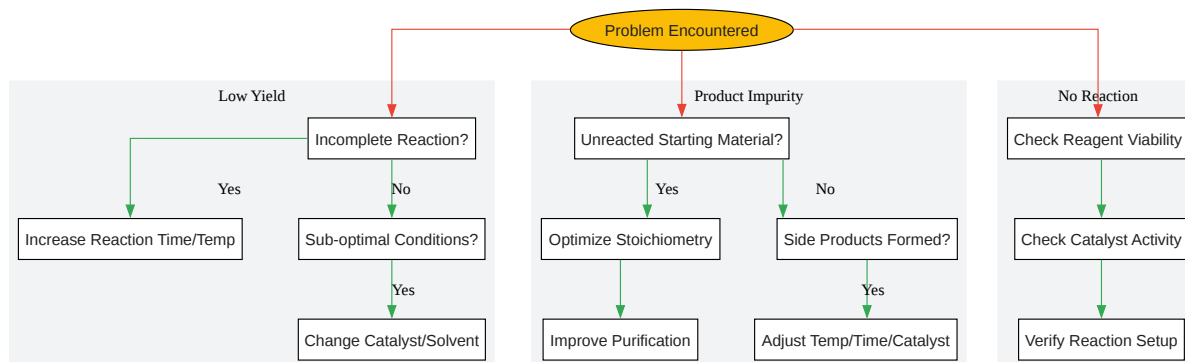 Problem Encountered
Low Yield
Product Impurity
No Reaction
Incomplete Reaction?
Unreacted Starting Material?
Check Reagent Viability
Yes
No
Yes
No
Increase Reaction Time/Temp
Sub-optimal Conditions?
Optimize Stoichiometry
Side Products Formed?
Check Catalyst Activity
Yes
Yes
Change Catalyst/Solvent
Improve Purification
Adjust Temp/Time/Catalyst
Verify Reaction Setup